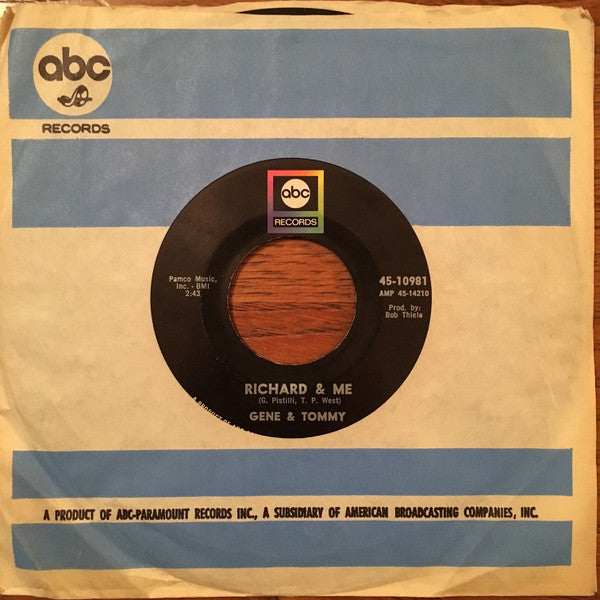 abc
RECORDS
abc
RECORDS
Pamco Music,
Inc. - BMI
2:43
45-10981
AMP 45-14210
Prod. by:
Bob Thiele
RICHARD & ME
(G. Pistilli, T. P. West)
GENE & TOMMY
A PRODUCT OF ABC-PARAMOUNT RECORDS INC., A SUBSIDIARY OF AMERICAN BROADCASTING COMPANIES, INC.